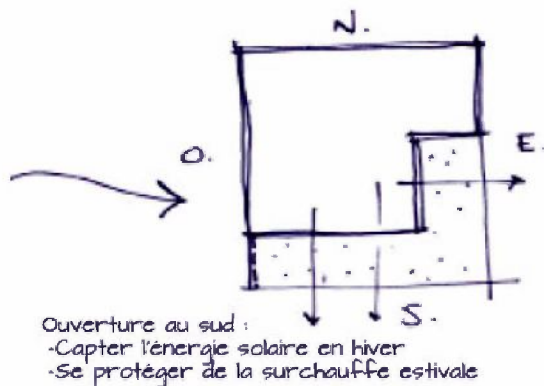 N.
O.
E.
S.
Ouverture au sud :
-Capter l'énergie solaire en hiver
-Se protéger de la surchauffe estivale